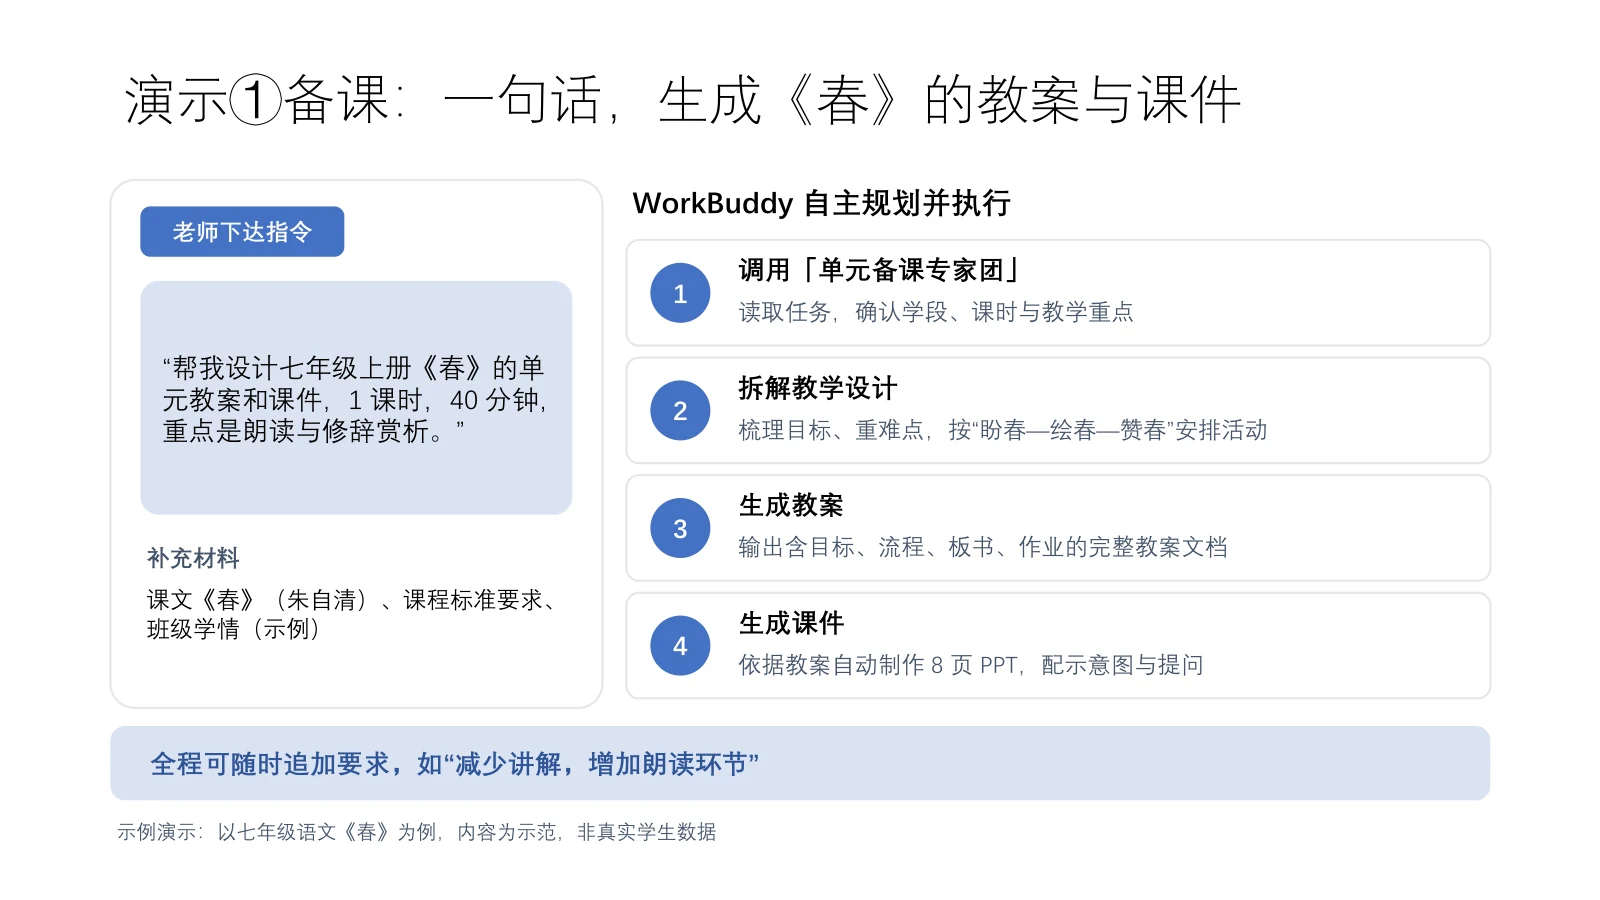 演示①备课：一句话，生成《春》的教案与课件
老师下达指令
“帮我设计七年级上册《春》的单
元教案和课件，1 课时，40 分钟，
重点是朗读与修辞赏析。”
补充材料
课文《春》（朱自清）、课程标准要求、
班级学情（示例）
WorkBuddy 自主规划并执行
1
调用「单元备课专家团」
读取任务，确认学段、课时与教学重点
2
拆解教学设计
梳理目标、重难点，按“盼春—绘春—赞春”安排活动
3
生成教案
输出含目标、流程、板书、作业的完整教案文档
4
生成课件
依据教案自动制作 8 页 PPT，配示意图与提问
全程可随时追加要求，如“减少讲解，增加朗读环节”
示例演示：以七年级语文《春》为例，内容为示范，非真实学生数据